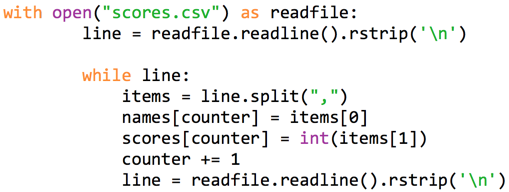 with open("scores.csv") as readfile:
        line = readfile.readline().rstrip('\n')

        while line:
            items = line.split(",")
            names[counter] = items[0]
            scores[counter] = int(items[1])
            counter += 1
            line = readfile.readline().rstrip('\n')